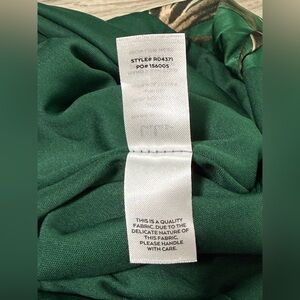 STYLE# RD4371
PO# 156005
THIS IS A QUALITY
FABRIC. DUE TO THE
DELICATE NATURE OF
THIS FABRIC,
PLEASE HANDLE
WITH CARE.